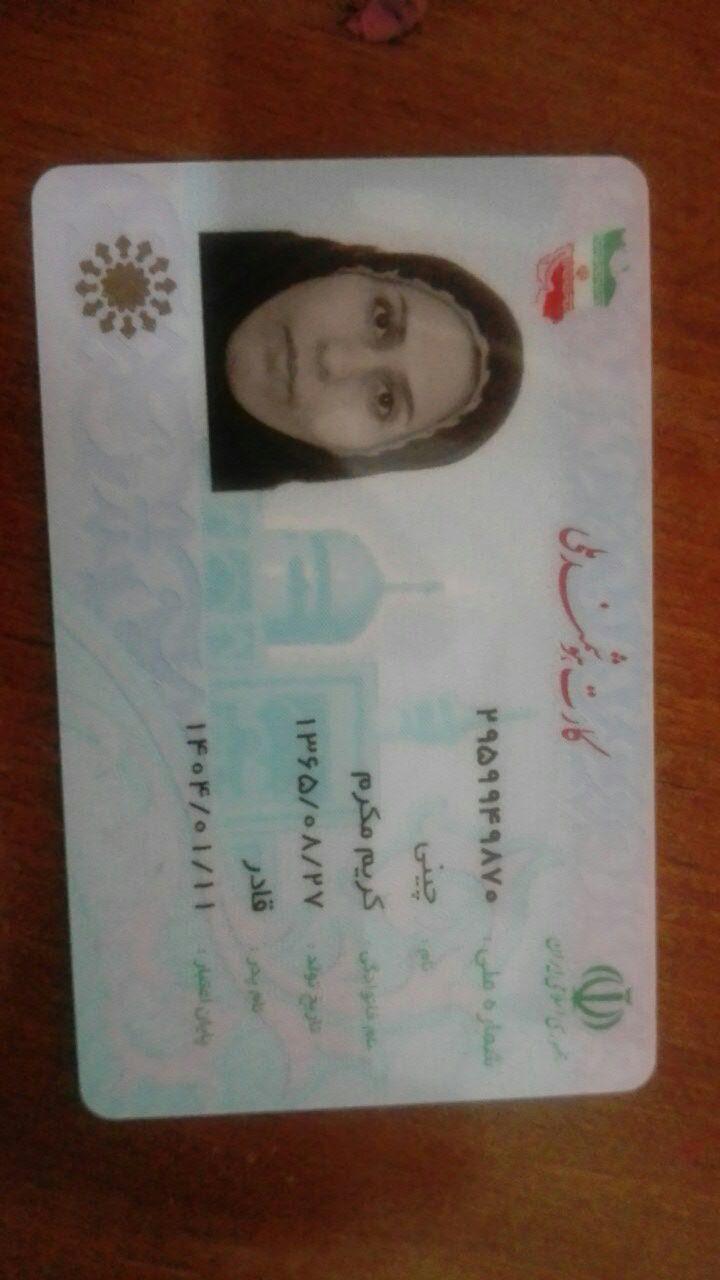 جمهوری اسلامی ایران
کارت هوشمند ملی
شماره ملی: ۲۹۵۹۹۴۹۸۷۰
نام: چینی
نام خانوادگی: کریم مکرم
تاریخ تولد: ۱۳۶۵/۰۸/۲۷
نام پدر: قادر
پایان اعتبار: ۱۴۰۴/۰۱/۱۱